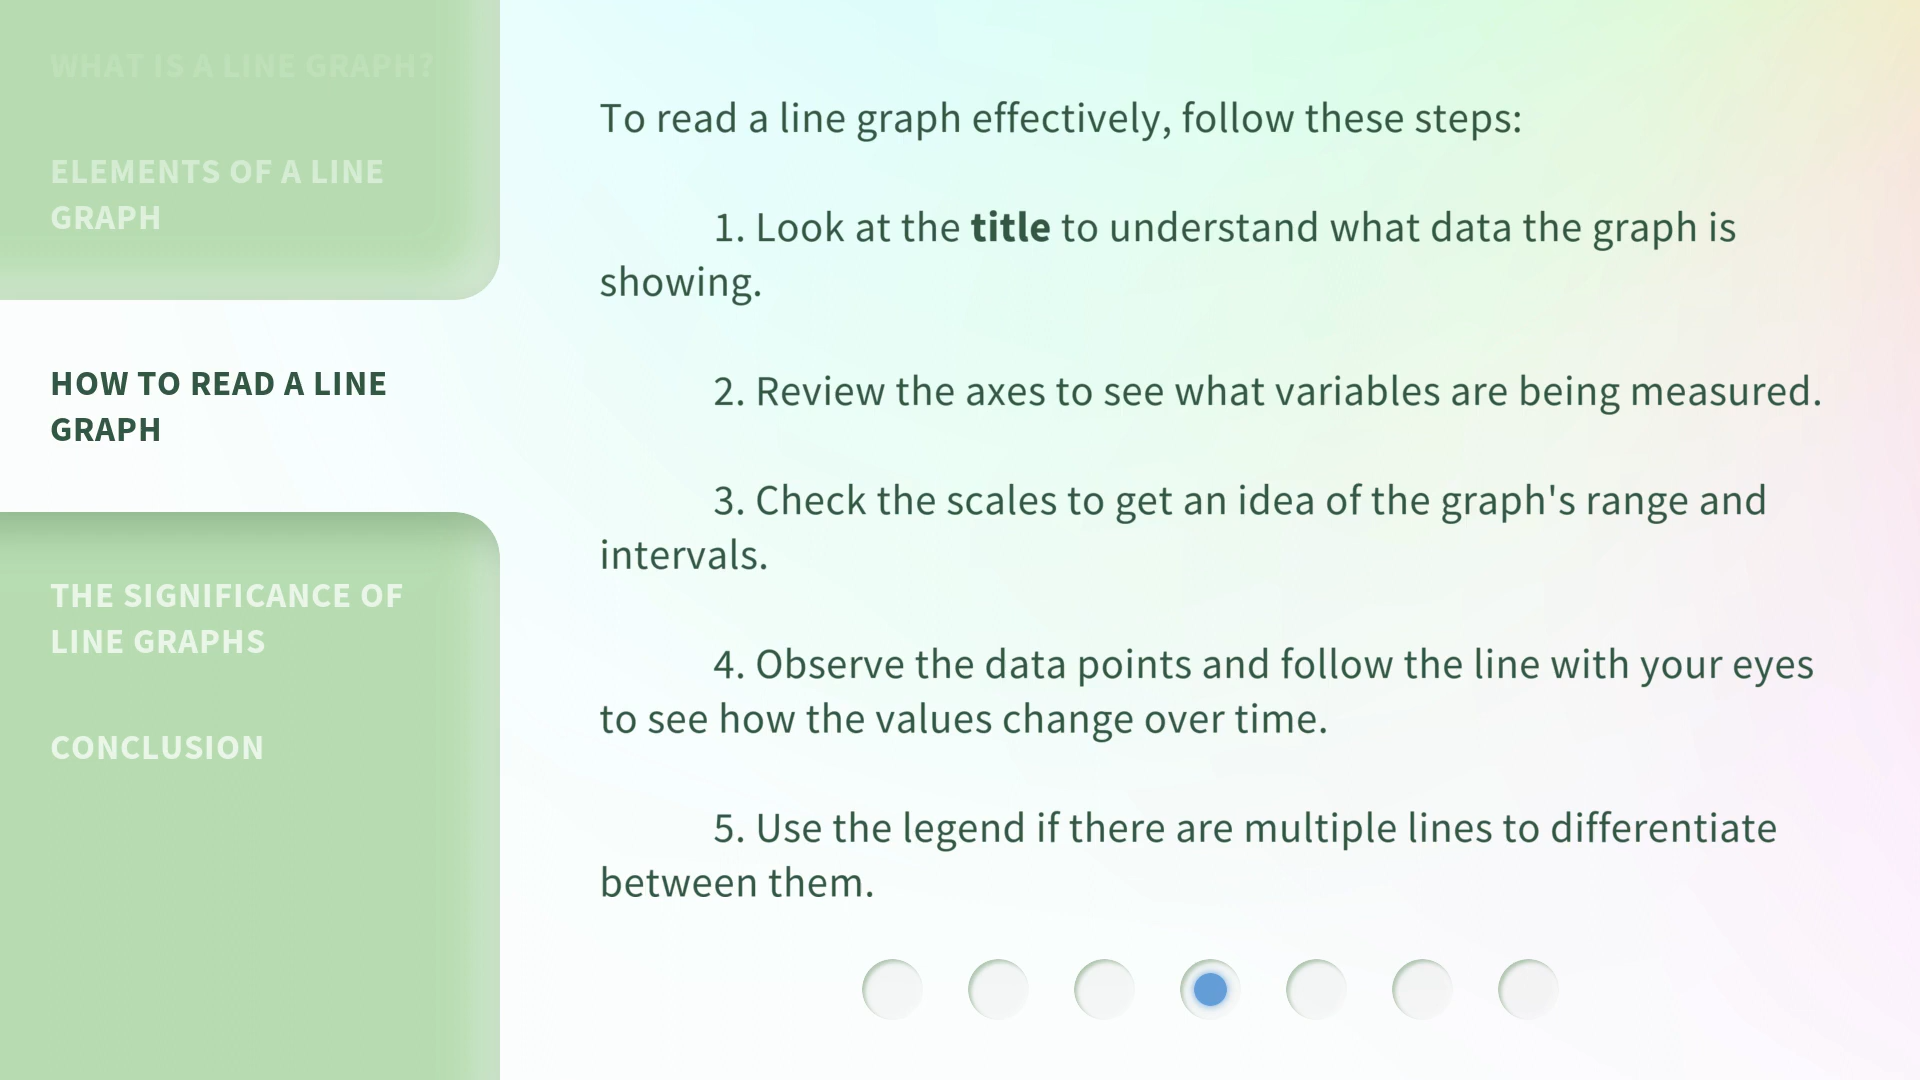 WHAT IS A LINE GRAPH?
ELEMENTS OF A LINE
GRAPH
HOW TO READ A LINE
GRAPH
THE SIGNIFICANCE OF
LINE GRAPHS
CONCLUSION
To read a line graph effectively, follow these steps:
1. Look at the title to understand what data the graph is
showing.
2. Review the axes to see what variables are being measured.
3. Check the scales to get an idea of the graph's range and
intervals.
4. Observe the data points and follow the line with your eyes
to see how the values change over time.
5. Use the legend if there are multiple lines to differentiate
between them.